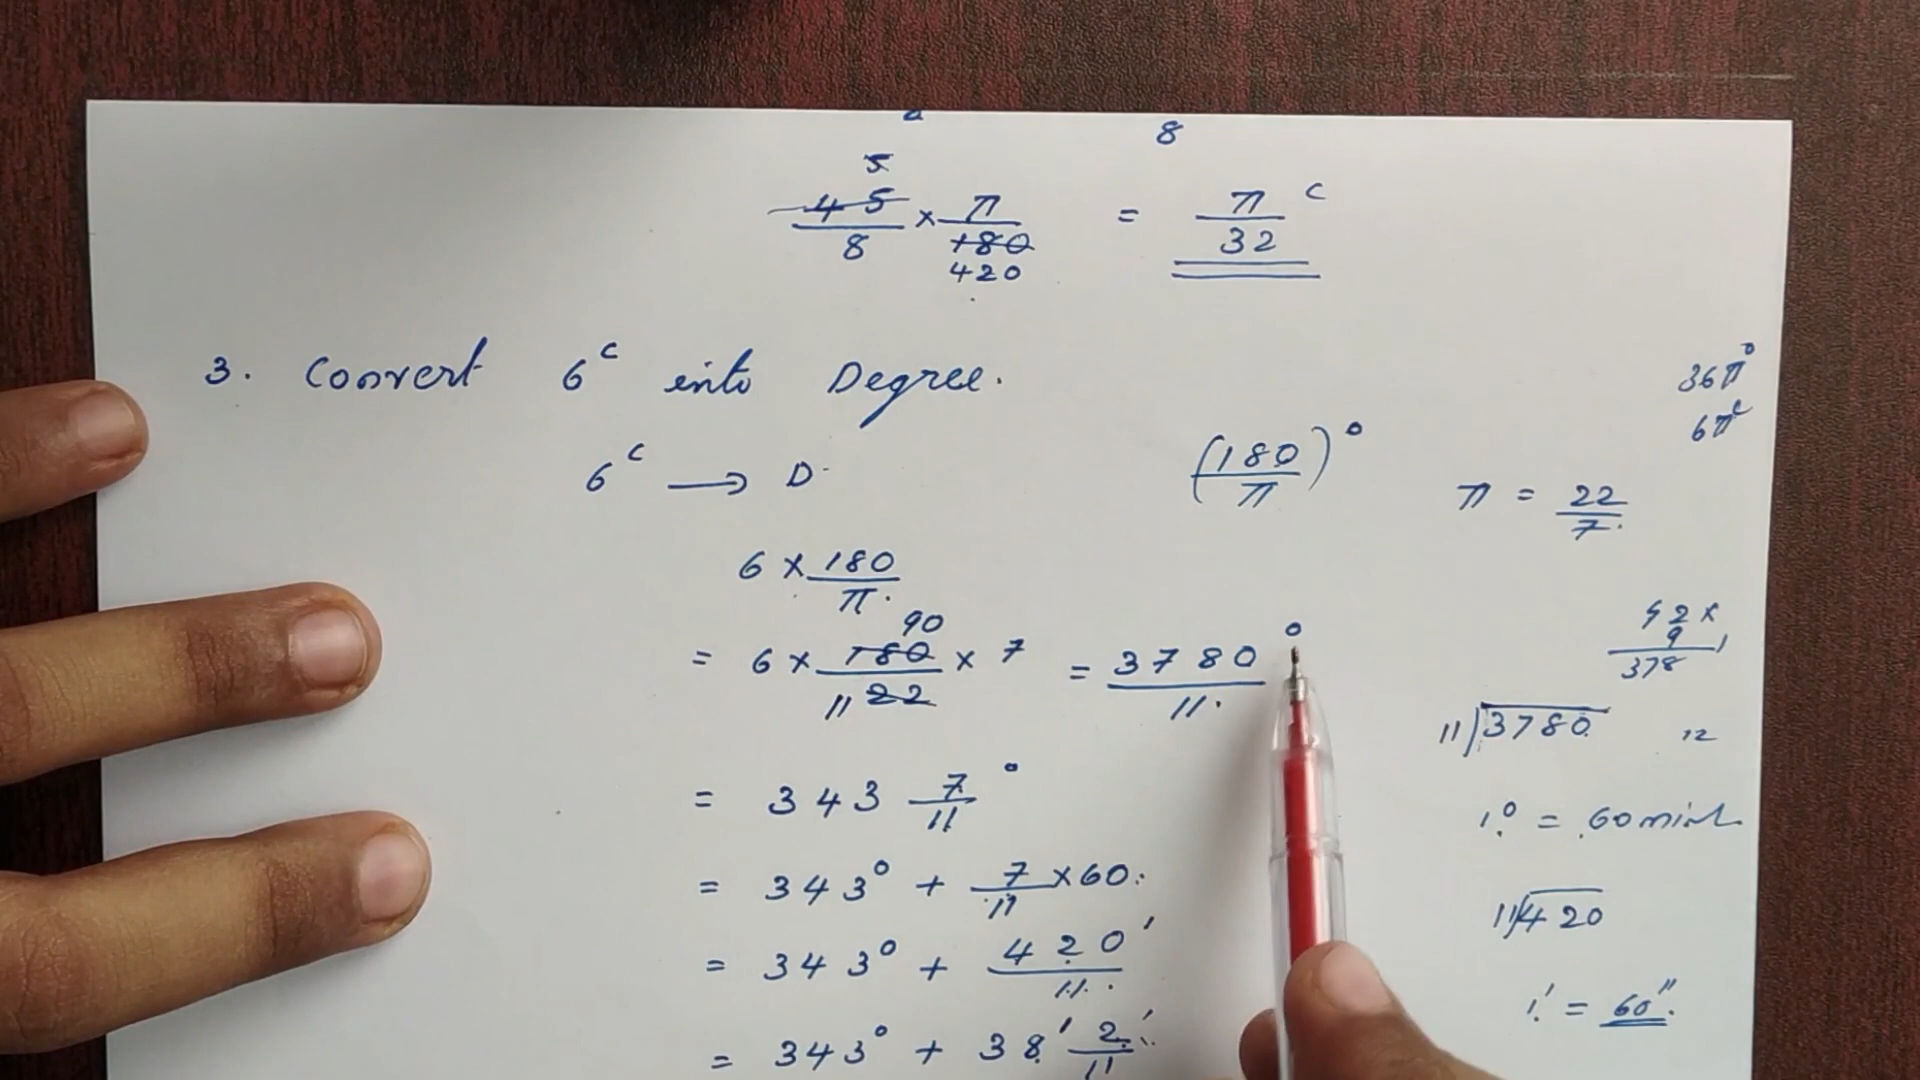 8
5
45/8 × π/180 = π/32 ᶜ
420
3. Convert 6ᶜ into Degree.
36π°
6πᶜ
6ᶜ → D
(180/π)°
π = 22/7
6 × 180/π
90
= 6 × 180/22 × 7 = 3780/11 °
11
42×
9
378
11)3780
12
= 343 7/11 °
1° = 60 mint
= 343° + 7/11 × 60
11)420
= 343° + 420'/11
1' = 60"
= 343° + 38' 2'/11